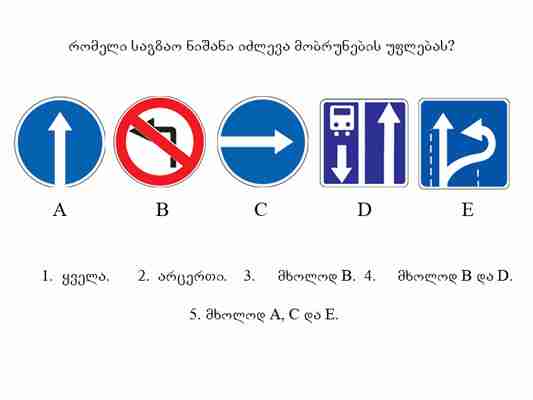 რომელი საგზაო ნიშანი იძლევა მობრუნების უფლებას?
A B C D E
1. ყველა. 2. არცერთი. 3. მხოლოდ B. 4. მხოლოდ B და D.
5. მხოლოდ A, C და E.